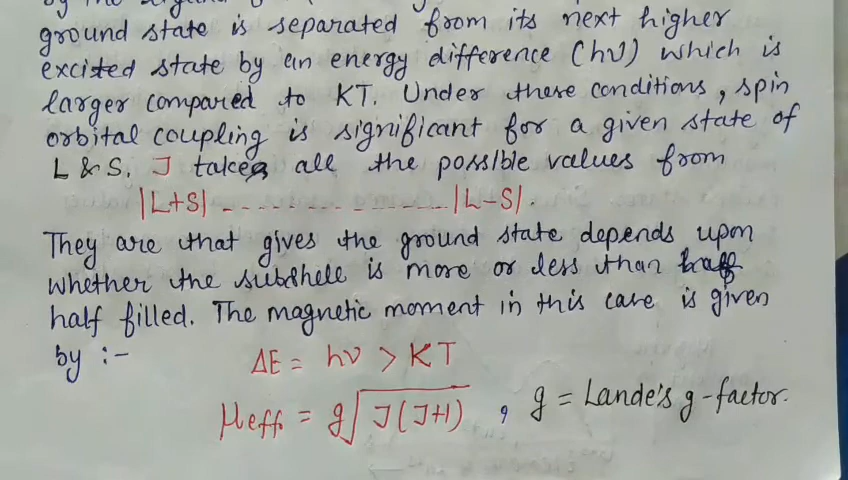 by the
ground state is separated from its next higher
excited state by an energy difference (hν) which is
larger compared to KT. Under these conditions, spin
orbital coupling is significant for a given state of
L & S. J takes all the possible values from
|L+S| - - - - - - - - - - - - - - - |L-S|.
They are that gives the ground state depends upon
whether the subshell is more or less than half
half filled. The magnetic moment in this case is given
by :-
ΔE = hν > KT
μeff = g√J(J+1) , g = Lande's g-factor.